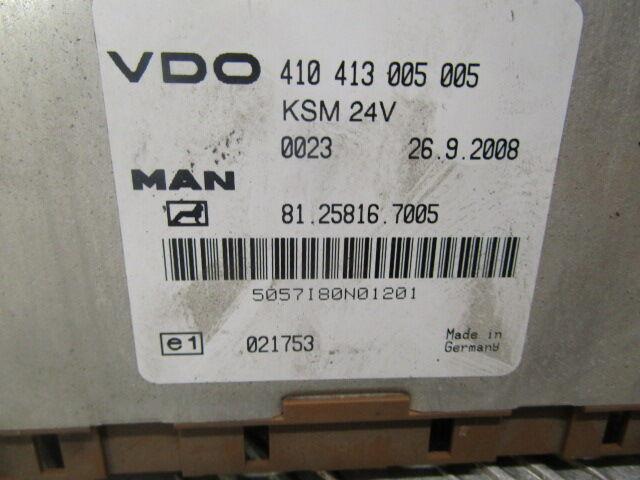 VDO 410 413 005 005
KSM 24V
0023 26.9.2008
MAN
81.25816.7005
5057I80N01201
e1 021753 Made in
Germany